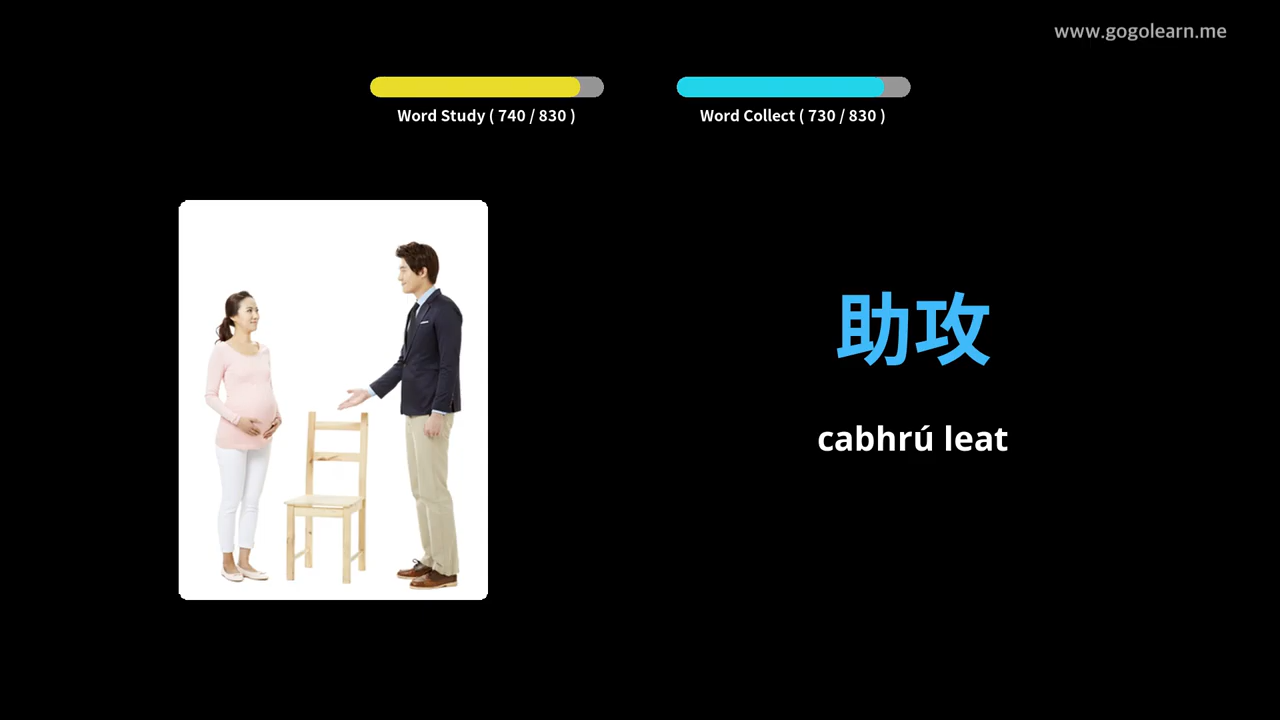 www.gogolearn.me
Word Study ( 740 / 830 )
Word Collect ( 730 / 830 )
助攻
cabhrú leat